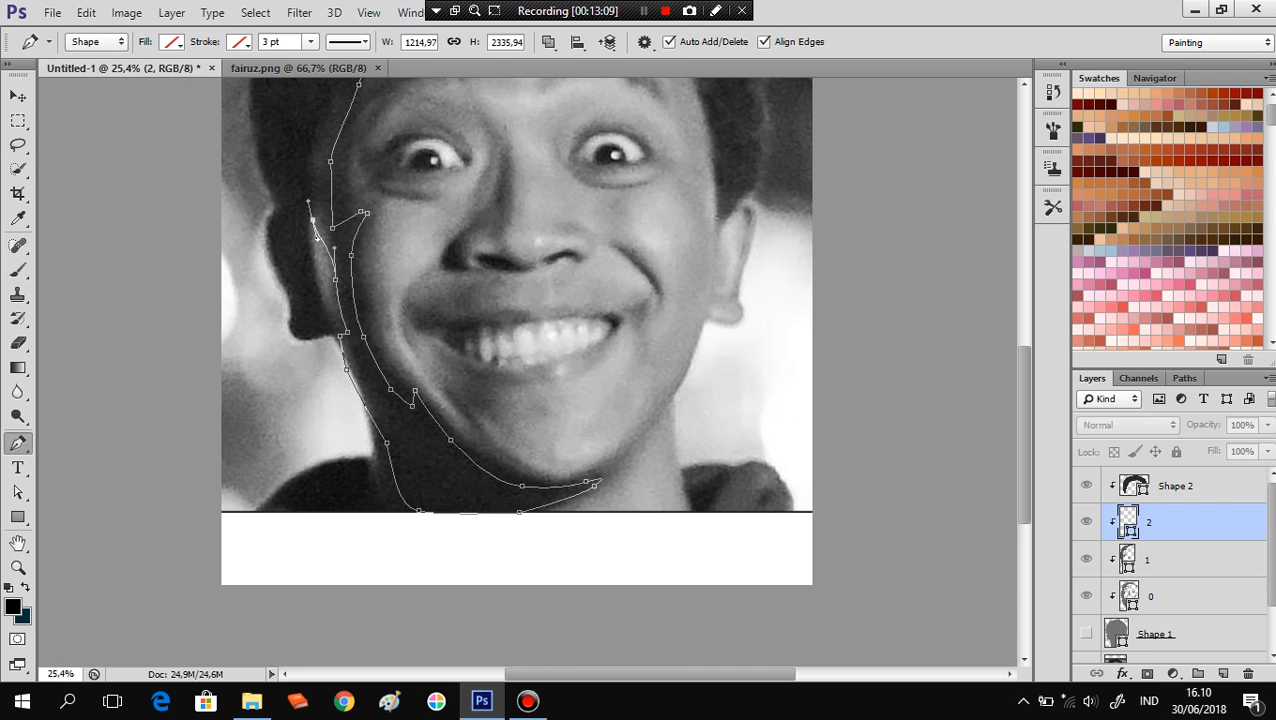 Ps File Edit Image Layer Type Select Filter 3D View Wind
Recording [00:13:09]
Shape Fill: Stroke: 3 pt W: 1214,97 H: 2335,94 Auto Add/Delete Align Edges Painting
Untitled-1 @ 25,4% (2, RGB/8) * × fairuz.png @ 66,7% (RGB/8) ×
Swatches Navigator
Layers Channels Paths
Kind
Normal Opacity: 100%
Lock: Fill: 100%
Shape 2
2
1
0
Shape 1
25,4% Doc: 24,9M/24,6M
IND
16.10
30/06/2018
1